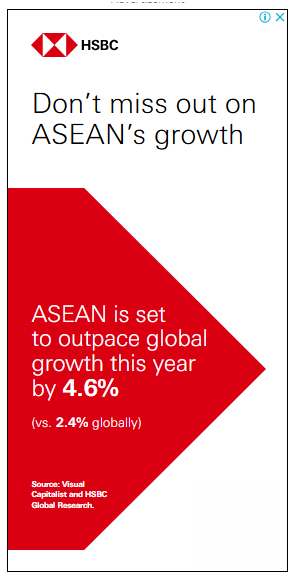 HSBC
Don't miss out on
ASEAN's growth
ASEAN is set
to outpace global
growth this year
by 4.6%
(vs. 2.4% globally)
Source: Visual
Capitalist and HSBC
Global Research.